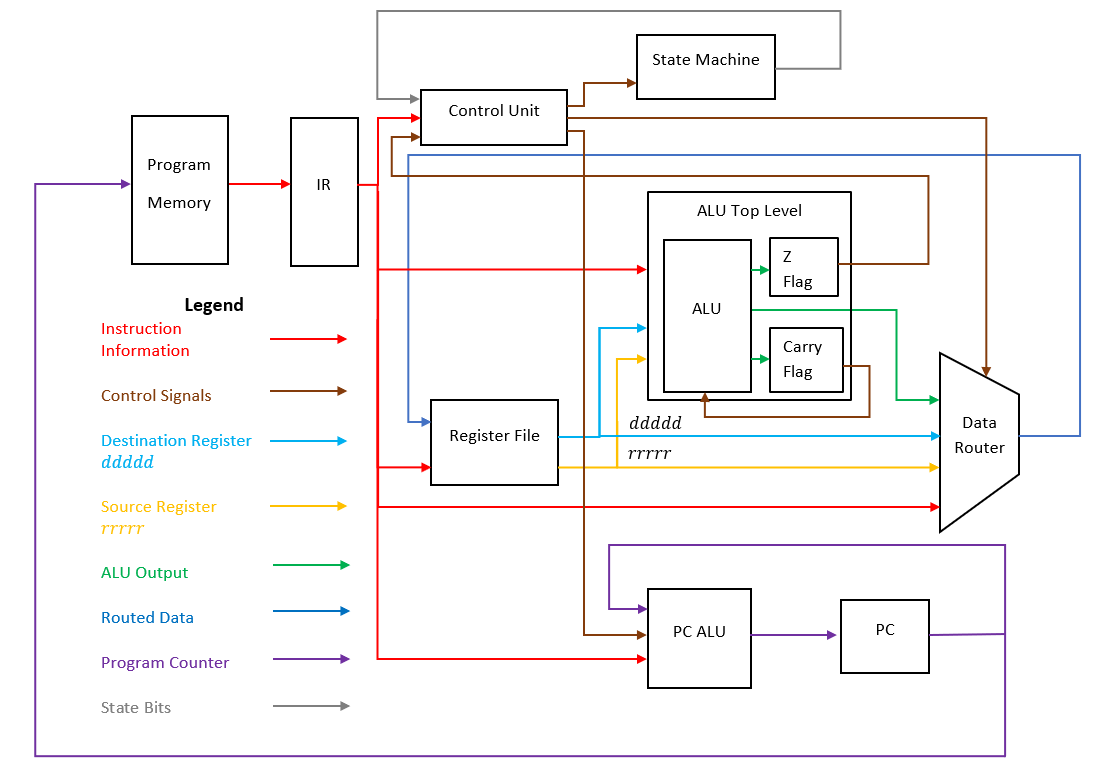 State Machine
Control Unit
Program
Memory
IR
ALU Top Level
Z
Flag
ALU
Carry
Flag
Legend
Instruction
Information
Control Signals
Destination Register
ddddd
Source Register
rrrrr
ALU Output
Routed Data
Program Counter
State Bits
Register File
ddddd
rrrrr
Data
Router
PC ALU
PC